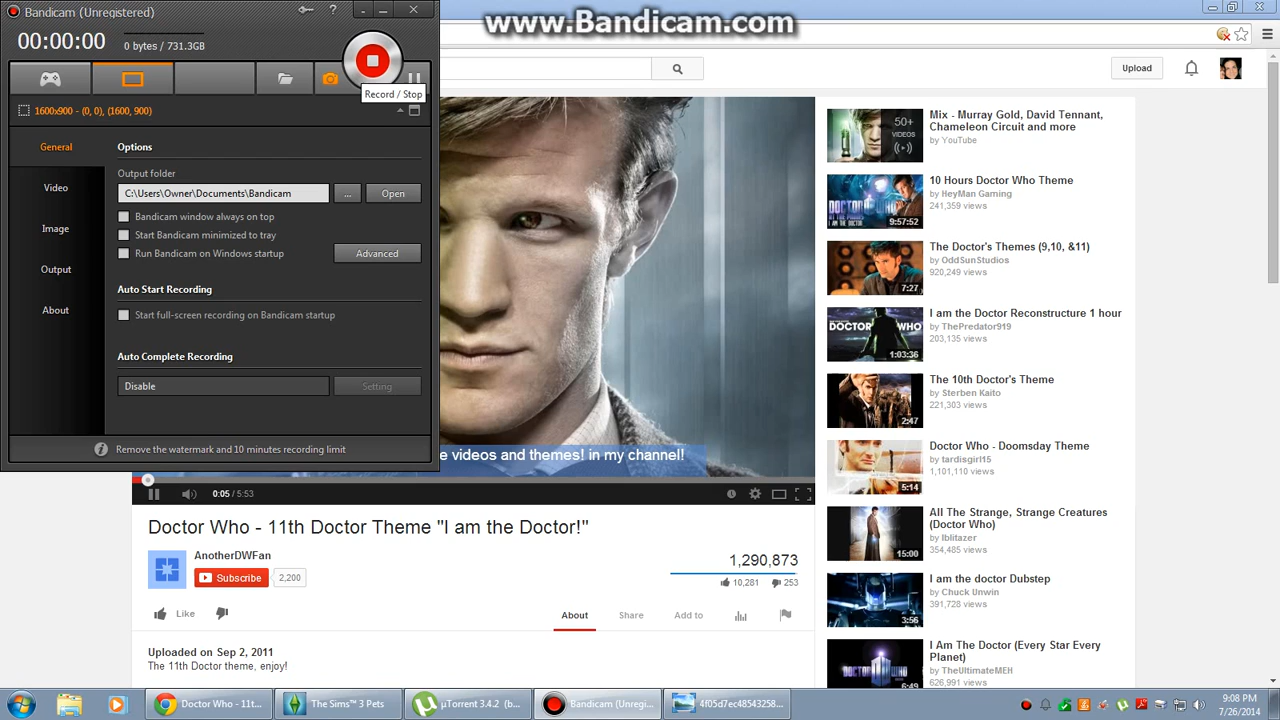 Bandicam (Unregistered)
www.Bandicam.com
00:00:00
0 bytes / 731.3GB
Record / Stop
1600x900 - (0, 0), (1600, 900)
General
Video
Image
Output
About
Options
Output folder
C:\Users\Owner\Documents\Bandicam
...
Open
Bandicam window always on top
Start Bandicam minimized to tray
Run Bandicam on Windows startup
Advanced
Auto Start Recording
Start full-screen recording on Bandicam startup
Auto Complete Recording
Disable
Setting
Remove the watermark and 10 minutes recording limit
Upload
e videos and themes! in my channel!
0:05 / 5:53
Doctor Who - 11th Doctor Theme "I am the Doctor!"
AnotherDWFan
Subscribe
2,200
1,290,873
10,281
253
Like
About
Share
Add to
Uploaded on Sep 2, 2011
The 11th Doctor theme, enjoy!
50+
VIDEOS
Mix - Murray Gold, David Tennant,
Chameleon Circuit and more
by YouTube
9:57:52
10 Hours Doctor Who Theme
by HeyMan Gaming
241,359 views
7:27
The Doctor's Themes (9,10, &11)
by OddSunStudios
920,249 views
DOCTOR WHO
1:03:36
I am the Doctor Reconstructure 1 hour
by ThePredator919
203,135 views
2:47
The 10th Doctor's Theme
by Sterben Kaito
221,303 views
5:14
Doctor Who - Doomsday Theme
by tardisgirl15
1,101,110 views
15:00
All The Strange, Strange Creatures
(Doctor Who)
by lblitazer
354,485 views
3:56
I am the doctor Dubstep
by Chuck Unwin
391,728 views
6:49
I Am The Doctor (Every Star Every
Planet)
by TheUltimateMEH
626,991 views
Doctor Who - 11t...
The Sims™ 3 Pets
µTorrent 3.4.2 (b...
Bandicam (Unregi...
4f05d7ec48543258...
9:08 PM
7/26/2014